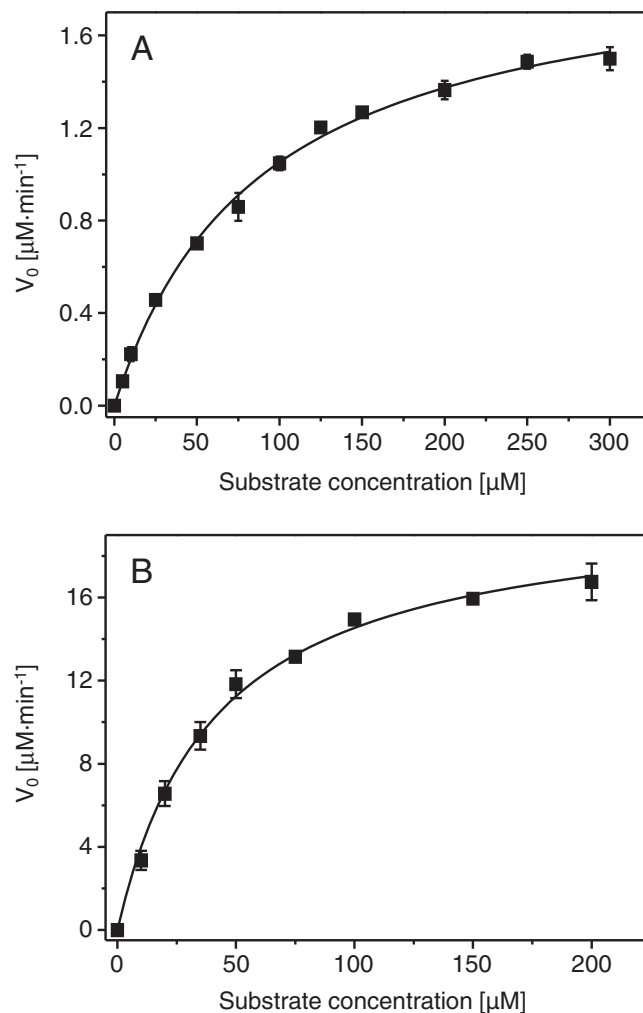 A
1.6
1.2
0.8
0.4
0.0
V₀ [µM·min⁻¹]
0 50 100 150 200 250 300
Substrate concentration [µM]
B
16
12
8
4
0
V₀ [µM·min⁻¹]
0 50 100 150 200
Substrate concentration [µM]